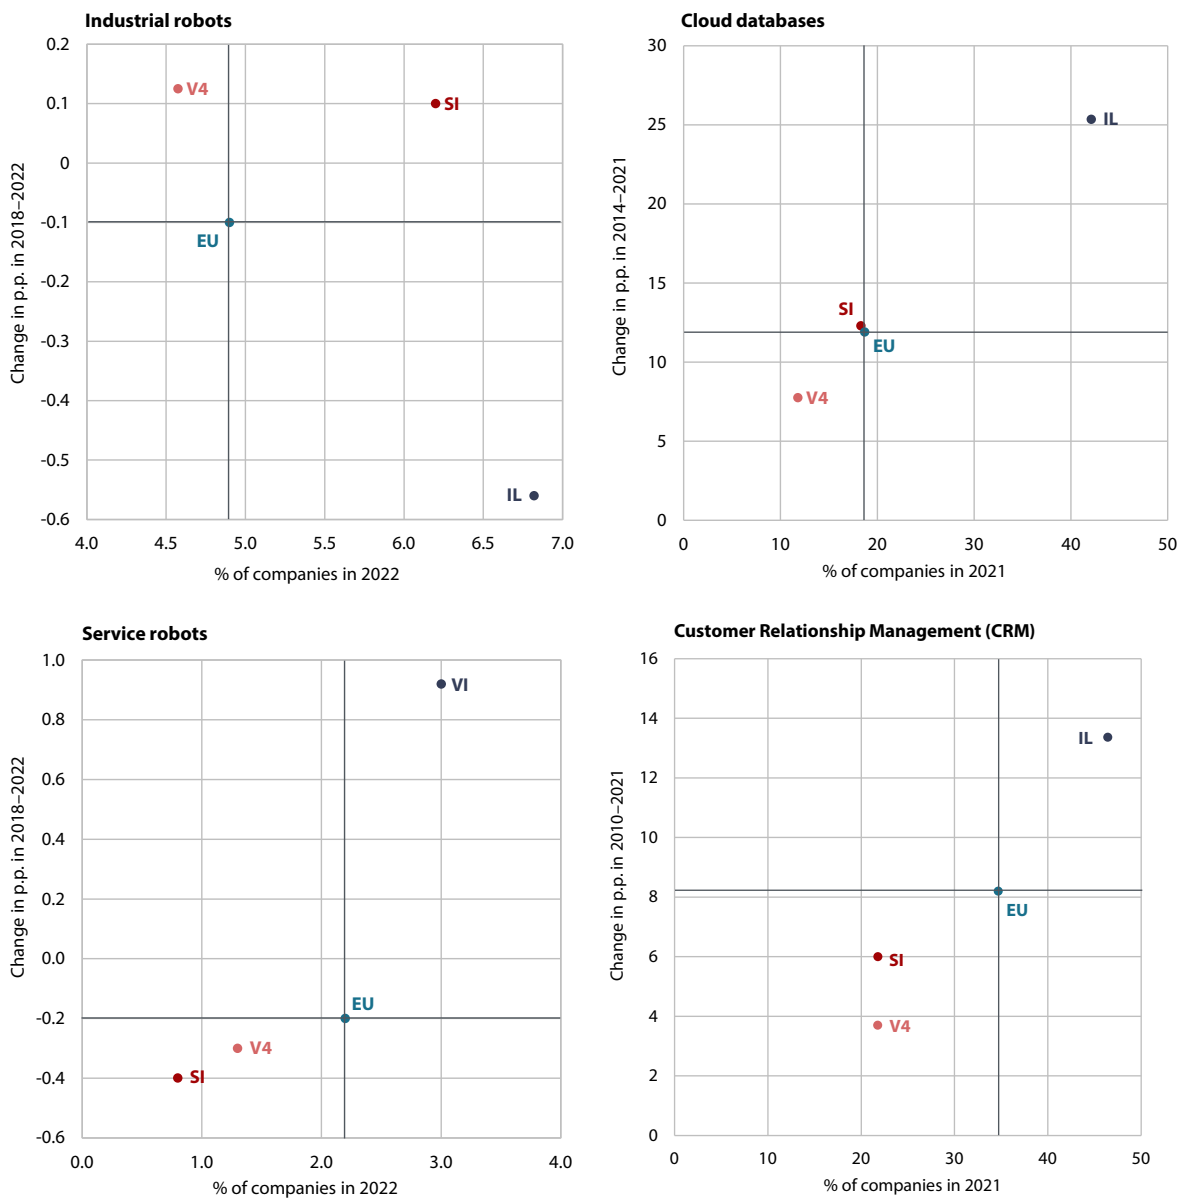 Industrial robots
0.2
0.1
0
-0.1
-0.2
-0.3
-0.4
-0.5
-0.6
Change in p.p. in 2018–2022
V4
SI
EU
IL
4.0 4.5 5.0 5.5 6.0 6.5 7.0
% of companies in 2022
Cloud databases
30
25
20
15
10
5
0
Change in p.p. in 2014–2021
IL
SI
EU
V4
0 10 20 30 40 50
% of companies in 2021
Service robots
1.0
0.8
0.6
0.4
0.2
0.0
-0.2
-0.4
-0.6
Change in p.p. in 2018–2022
VI
EU
V4
SI
0.0 1.0 2.0 3.0 4.0
% of companies in 2022
Customer Relationship Management (CRM)
16
14
12
10
8
6
4
2
0
Change in p.p. in 2010–2021
IL
EU
SI
V4
0 10 20 30 40 50
% of companies in 2021